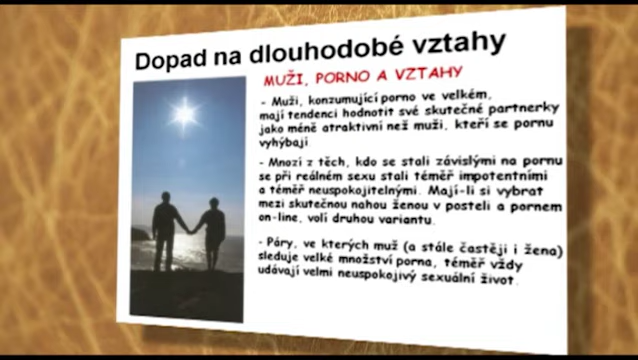 Dopad na dlouhodobé vztahy
MUŽI, PORNO A VZTAHY
- Muži, konzumující porno ve velkém,
mají tendenci hodnotit své skutečné partnerky
jako méně atraktivní než muži, kteří se pornu
vyhýbají
- Mnozí z těch, kdo se stali závislými na pornu
se při reálném sexu stali téměř impotentními
a téměř neuspokojitelnými. Mají-li si vybrat
mezi skutečnou nahou ženou v posteli a pornem
on-line, volí druhou variantu.
- Páry, ve kterých muž (a stále častěji i žena)
sleduje velké množství porna, téměř vždy
udávají velmi neuspokojivý sexuální život.